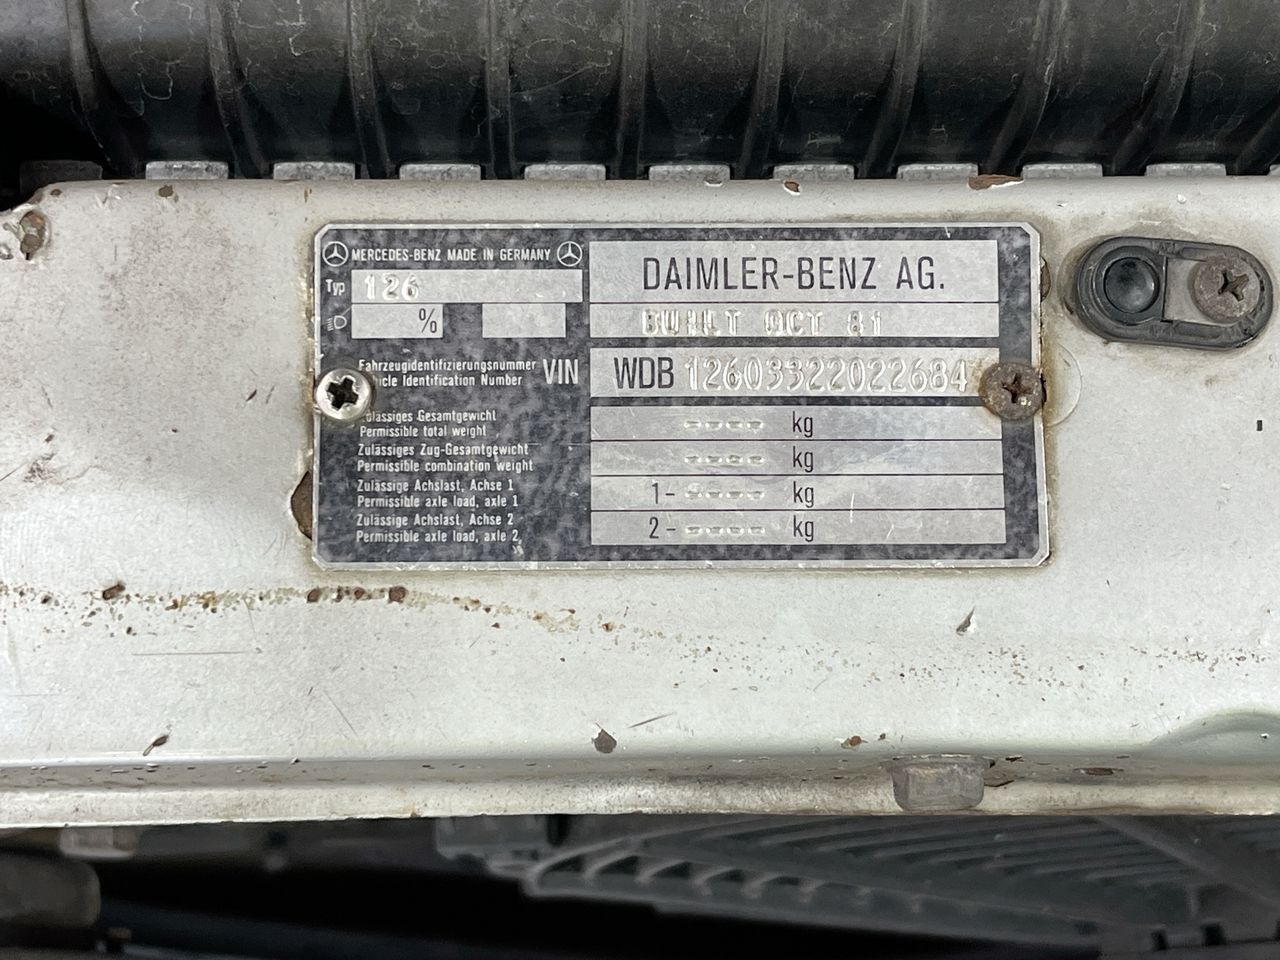 MERCEDES-BENZ MADE IN GERMANY
DAIMLER-BENZ AG.
Typ 126
%
BUILT OCT 81
Fahrzeugidentifizierungsnummer VIN
Identification Number
WDB 12603322022684
Gesamtgewicht
Permissible total weight
---- kg
Zulässiges Zug-Gesamtgewicht
Permissible combination weight
---- kg
Zulässige Achslast, Achse 1
Permissible axle load, axle 1
1- ---- kg
Zulässige Achslast, Achse 2
Permissible axle load, axle 2
2- ---- kg